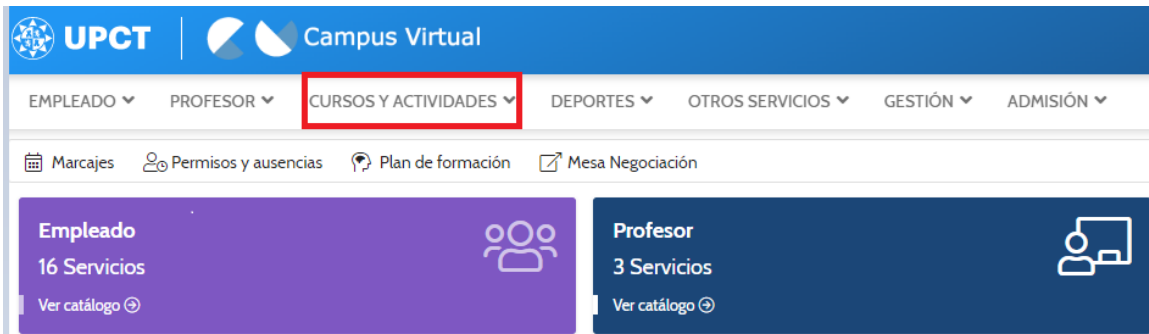 UPCT Campus Virtual
EMPLEADO PROFESOR CURSOS Y ACTIVIDADES DEPORTES OTROS SERVICIOS GESTIÓN ADMISIÓN
Marcajes Permisos y ausencias Plan de formación Mesa Negociación
Empleado
16 Servicios
Ver catálogo
Profesor
3 Servicios
Ver catálogo